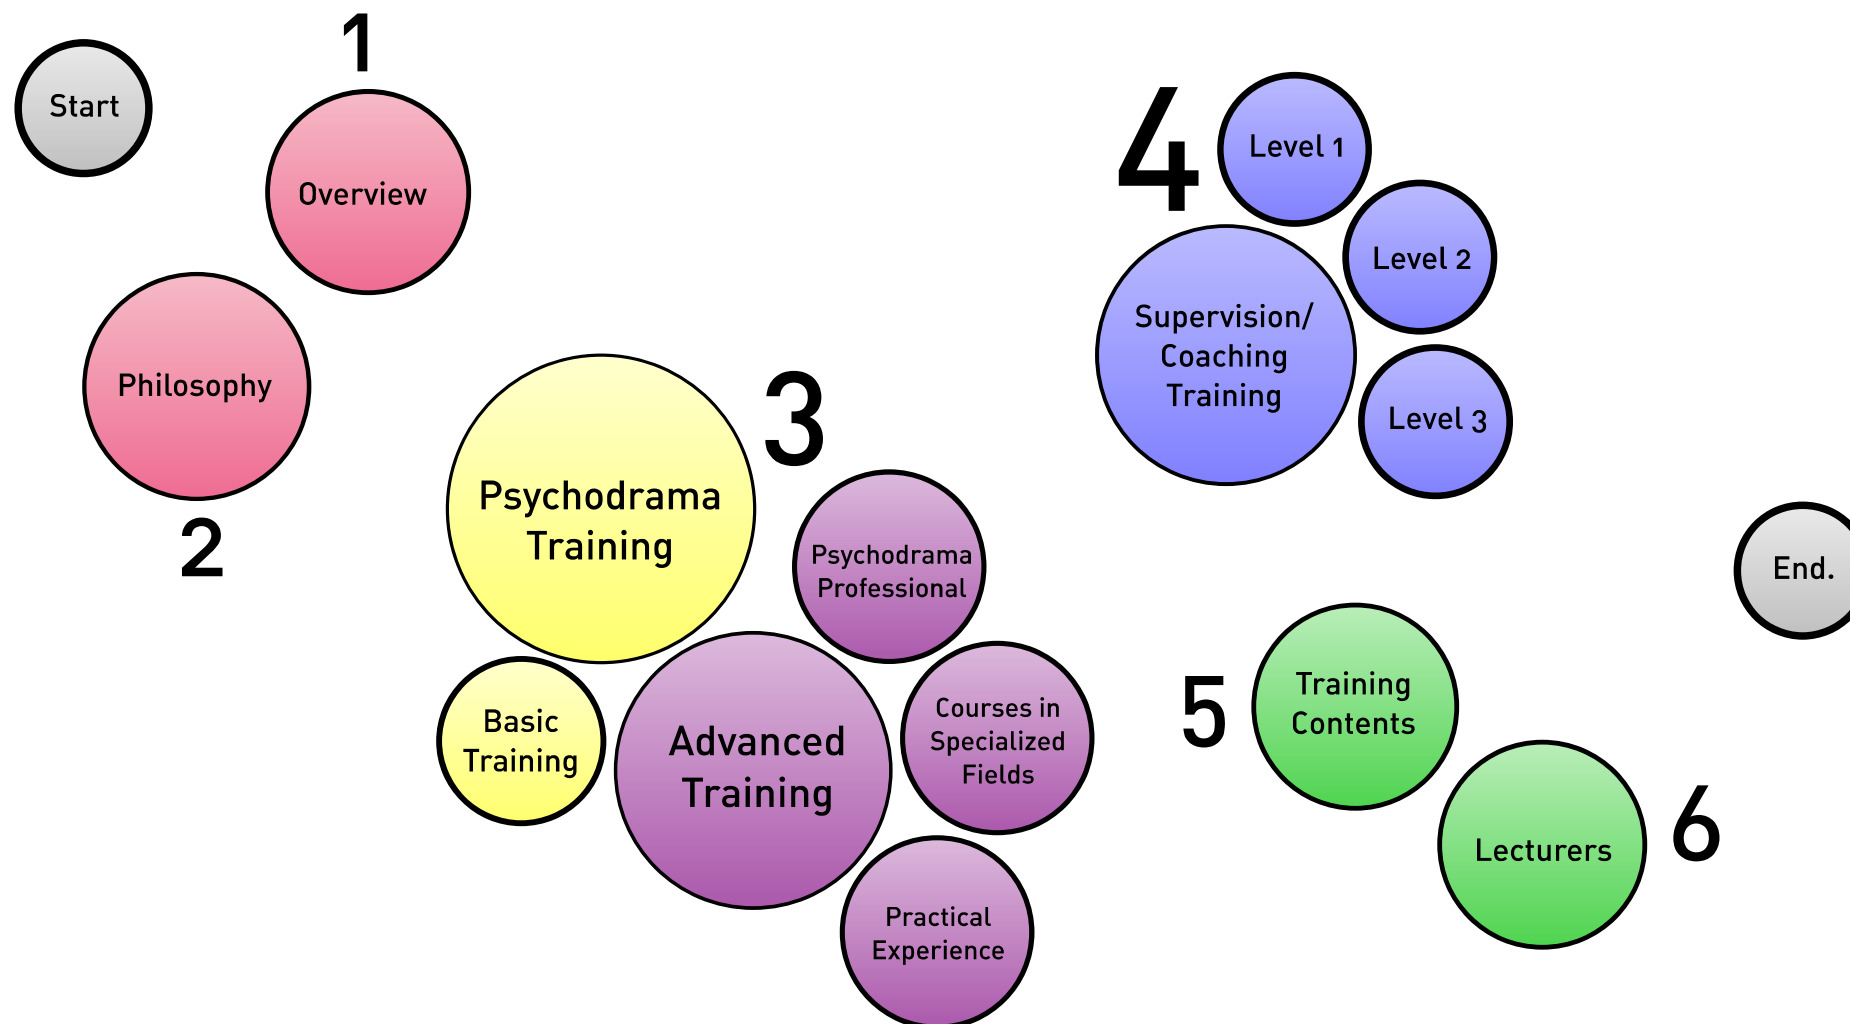 Start
1
Overview
Philosophy
2
3
Psychodrama
Training
Basic
Training
Advanced
Training
Psychodrama
Professional
Courses in
Specialized
Fields
Practical
Experience
4
Level 1
Level 2
Level 3
Supervision/
Coaching
Training
5
Training
Contents
Lecturers
6
End.